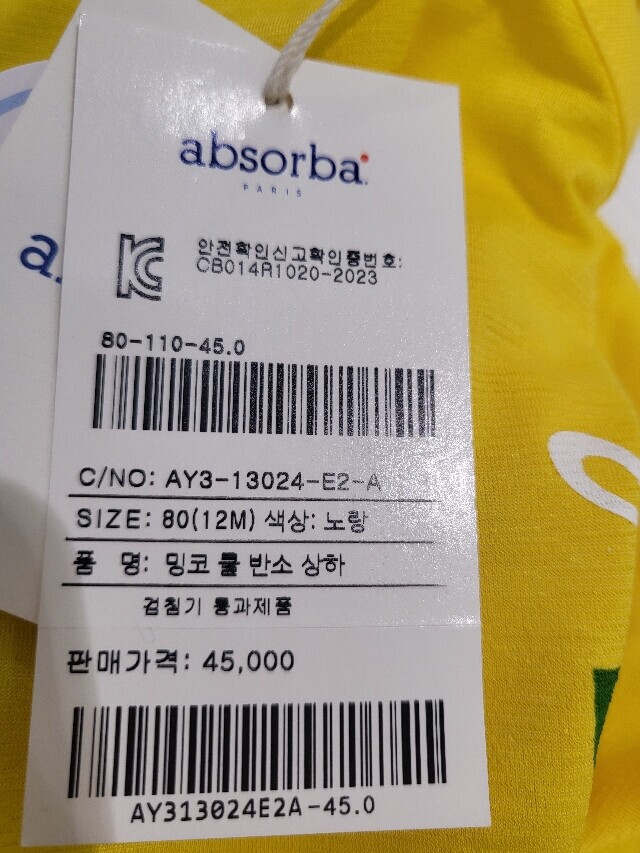 absorba
PARIS
안전확인신고확인증번호:
CB014R1020-2023
80-110-45.0
C/NO: AY3-13024-E2-A
SIZE: 80(12M) 색상: 노랑
품 명: 밍코 룰 반소 상하
검침기 통과제품
판매가격: 45,000
AY313024E2A-45.0
a